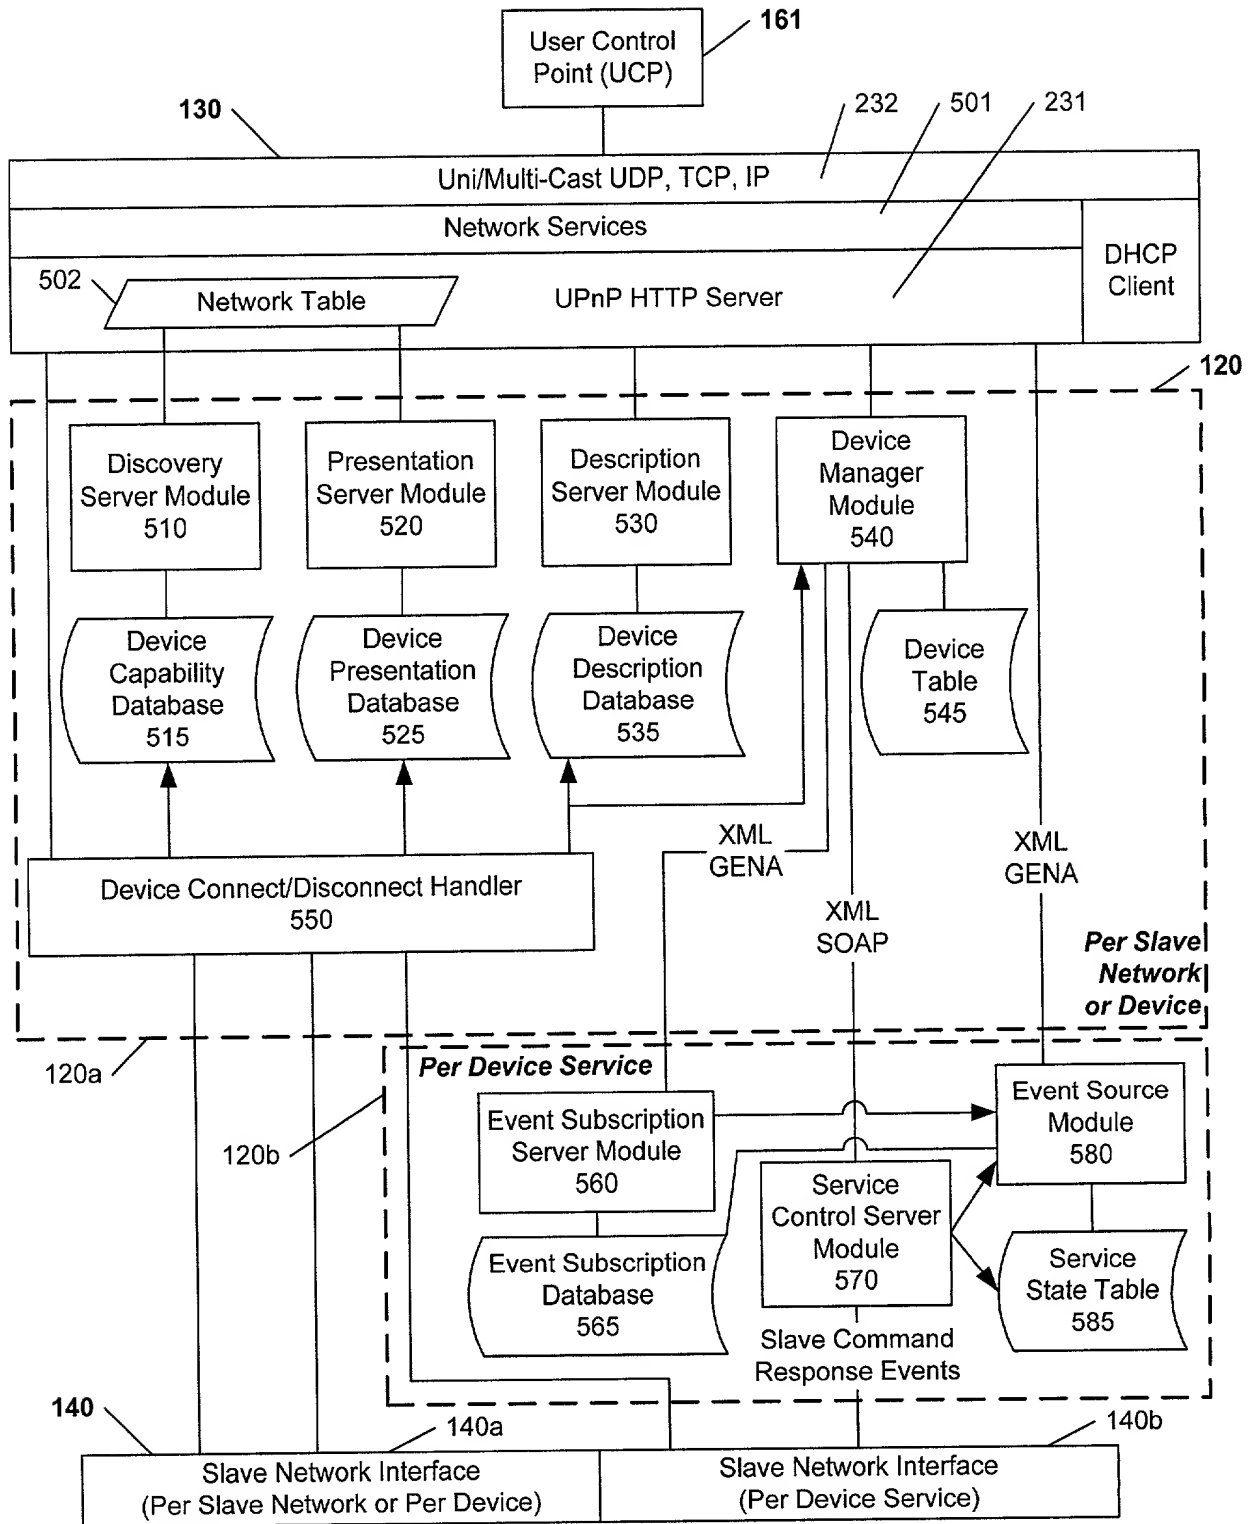 User Control
Point (UCP)
161
130
232
501
231
Uni/Multi-Cast UDP, TCP, IP
Network Services
DHCP
Client
502
Network Table
UPnP HTTP Server
120
Discovery
Server Module
510
Presentation
Server Module
520
Description
Server Module
530
Device
Manager
Module
540
Device
Capability
Database
515
Device
Presentation
Database
525
Device
Description
Database
535
Device
Table
545
XML
GENA
XML
GENA
Device Connect/Disconnect Handler
550
XML
SOAP
Per Slave
Network
or Device
120a
Per Device Service
120b
Event Subscription
Server Module
560
Event Source
Module
580
Service
Control Server
Module
570
Event Subscription
Database
565
Service
State Table
585
Slave Command
Response Events
140
140a
140b
Slave Network Interface
(Per Slave Network or Per Device)
Slave Network Interface
(Per Device Service)